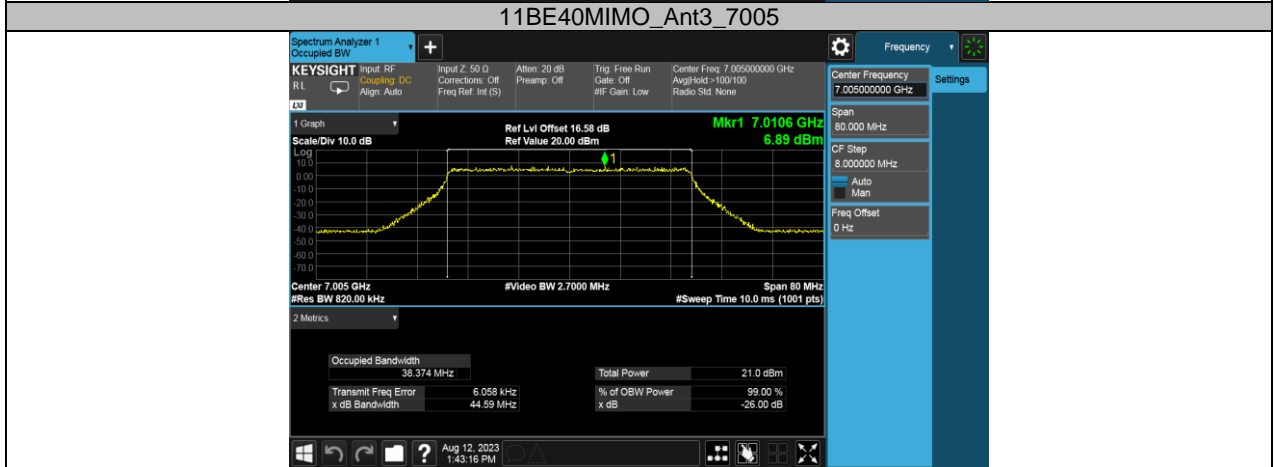 11BE40MIMO_Ant3_7005
Spectrum Analyzer 1
Occupied BW
+
Frequency
KEYSIGHT
RL
LXI
Input: RF
Coupling: DC
Align: Auto
Input Z: 50 Ω
Corrections: Off
Freq Ref: Int (S)
Atten: 20 dB
Preamp: Off
Trig: Free Run
Gate: Off
#IF Gain: Low
Center Freq: 7.005000000 GHz
Avg|Hold:>100/100
Radio Std: None
Center Frequency
7.005000000 GHz
Settings
Span
80.000 MHz
CF Step
8.000000 MHz
Auto
Man
Freq Offset
0 Hz
1 Graph
Scale/Div 10.0 dB
Ref Lvl Offset 16.58 dB
Ref Value 20.00 dBm
Mkr1 7.0106 GHz
6.89 dBm
Log
10.0
0.00
-10.0
-20.0
-30.0
-40.0
-50.0
-60.0
-70.0
1
Center 7.005 GHz
#Res BW 820.00 kHz
#Video BW 2.7000 MHz
Span 80 MHz
#Sweep Time 10.0 ms (1001 pts)
2 Metrics
Occupied Bandwidth
38.374 MHz
Total Power 21.0 dBm
Transmit Freq Error 6.058 kHz
% of OBW Power 99.00 %
x dB Bandwidth 44.59 MHz
x dB -26.00 dB
?
Aug 12, 2023
1:43:16 PM